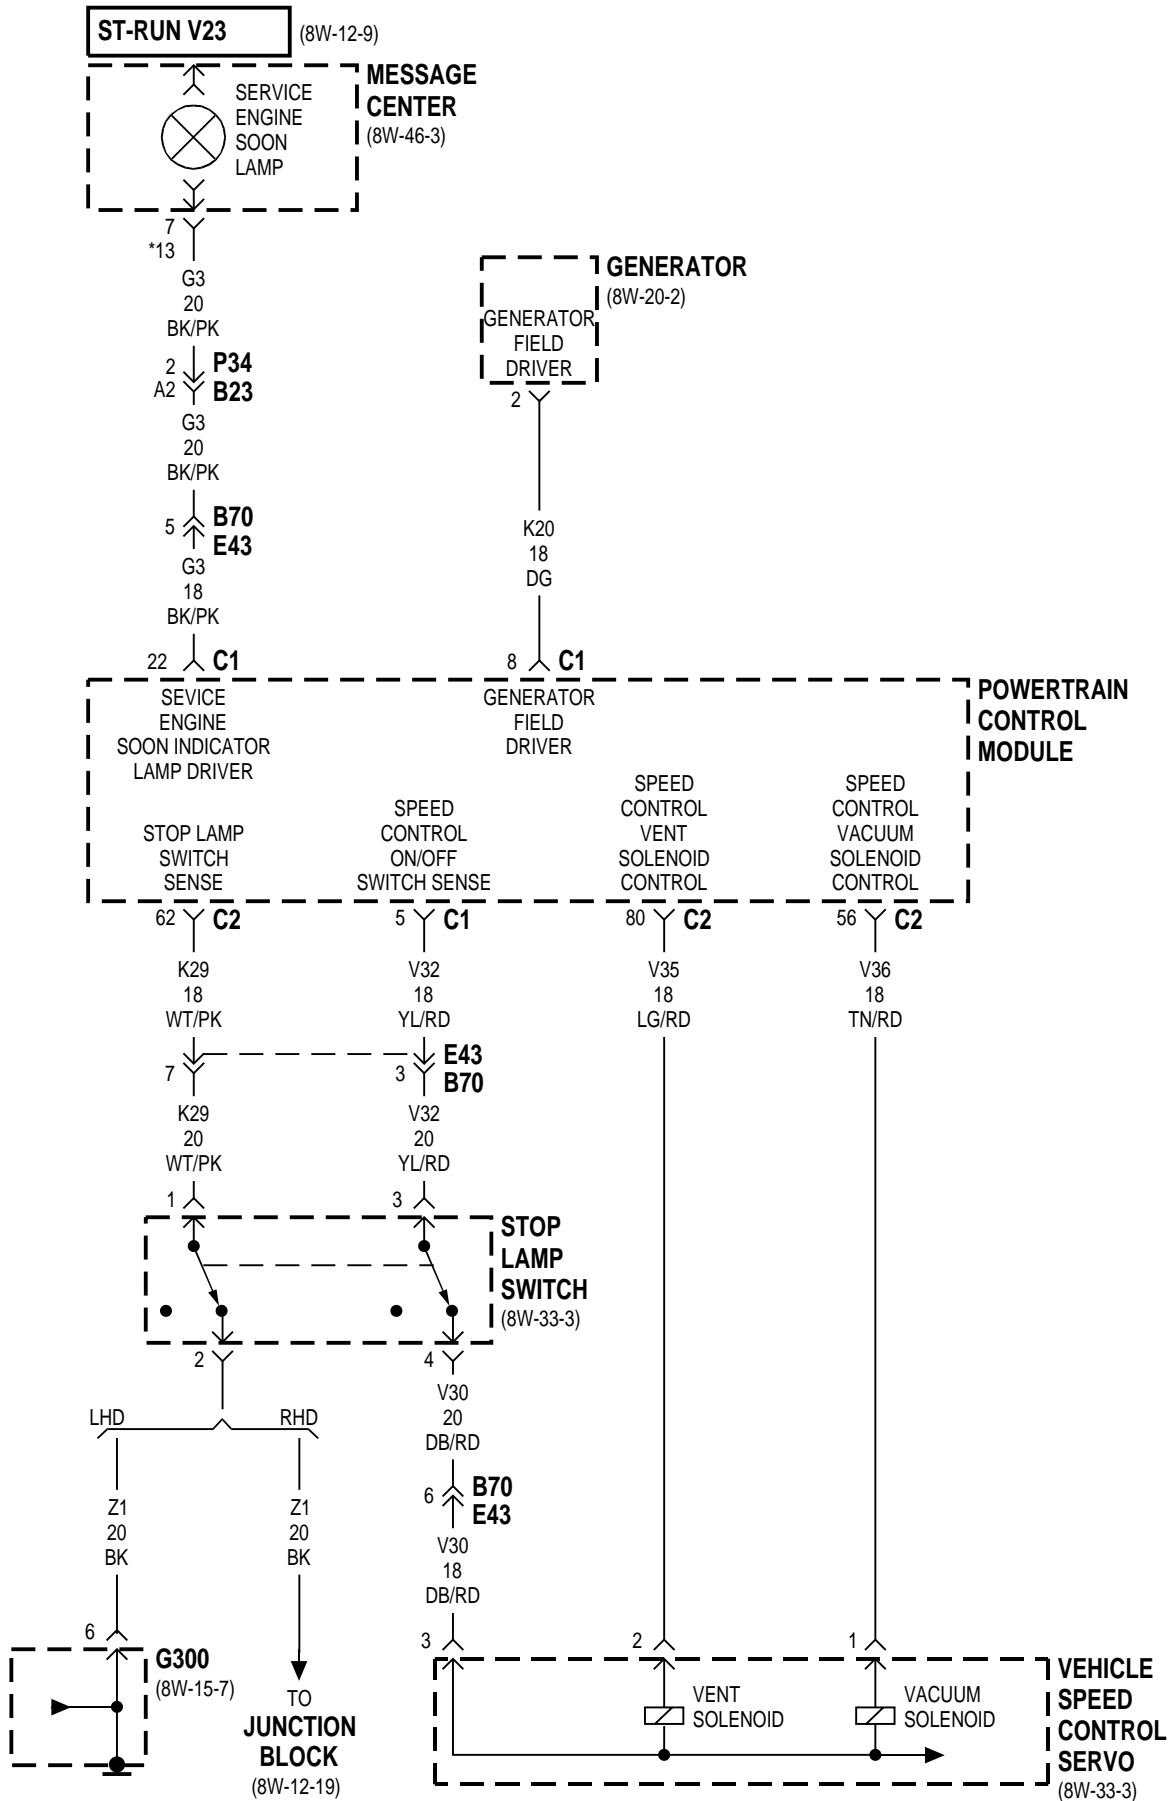 ST-RUN V23
(8W-12-9)
MESSAGE
CENTER
(8W-46-3)
SERVICE
ENGINE
SOON
LAMP
7
*13
G3
20
BK/PK
2
P34
A2
B23
G3
20
BK/PK
5
B70
E43
G3
18
BK/PK
22
C1
GENERATOR
(8W-20-2)
GENERATOR
FIELD
DRIVER
2
K20
18
DG
8
C1
POWERTRAIN
CONTROL
MODULE
SEVICE
ENGINE
SOON INDICATOR
LAMP DRIVER
GENERATOR
FIELD
DRIVER
STOP LAMP
SWITCH
SENSE
SPEED
CONTROL
ON/OFF
SWITCH SENSE
SPEED
CONTROL
VENT
SOLENOID
CONTROL
SPEED
CONTROL
VACUUM
SOLENOID
CONTROL
62
C2
5
C1
80
C2
56
C2
K29
18
WT/PK
V32
18
YL/RD
V35
18
LG/RD
V36
18
TN/RD
7
3
E43
B70
K29
20
WT/PK
V32
20
YL/RD
1
3
STOP
LAMP
SWITCH
(8W-33-3)
2
4
LHD
RHD
V30
20
DB/RD
6
B70
E43
V30
18
DB/RD
Z1
20
BK
Z1
20
BK
6
G300
(8W-15-7)
TO
JUNCTION
BLOCK
(8W-12-19)
3
2
1
VENT
SOLENOID
VACUUM
SOLENOID
VEHICLE
SPEED
CONTROL
SERVO
(8W-33-3)